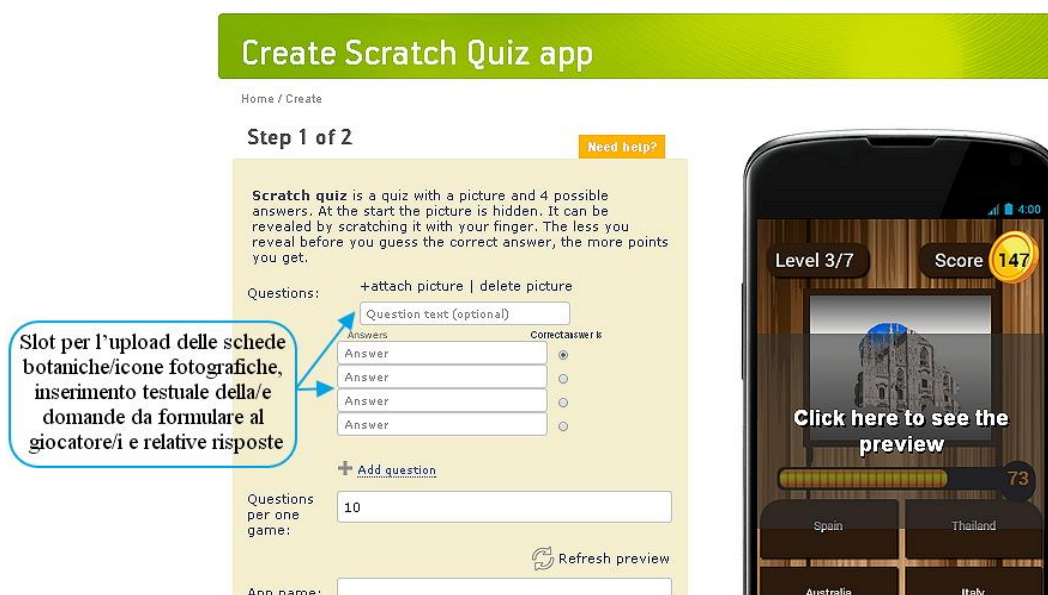 Create Scratch Quiz app
Home / Create
Step 1 of 2
Need help?
Scratch quiz is a quiz with a picture and 4 possible
answers. At the start the picture is hidden. It can be
revealed by scratching it with your finger. The less you
reveal before you guess the correct answer, the more points
you get.
Questions:
+attach picture | delete picture
Question text (optional)
Answers
Correct answer is
Answer
Answer
Answer
Answer
Add question
Questions
per one
game:
10
Refresh preview
App name:
Slot per l'upload delle schede
botaniche/icone fotografiche,
inserimento testuale della/e
domande da formulare al
giocatore/i e relative risposte
4:00
Level 3/7
Score 147
Click here to see the
preview
73
Spain
Thailand
Australia
Italy